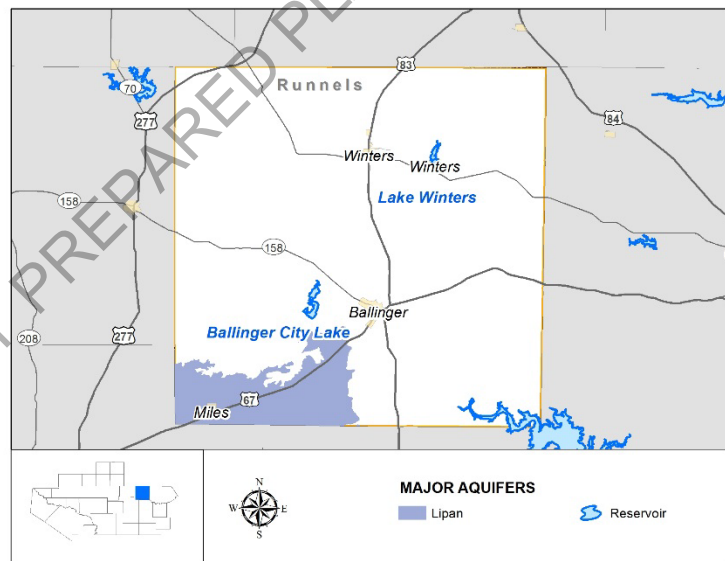 PREPARED
83
Runnels
70
277
84
Winters
Winters
158
Lake Winters
158
Ballinger
Ballinger City Lake
277
208
67
Miles
N
W E
S
MAJOR AQUIFERS
Lipan
Reservoir